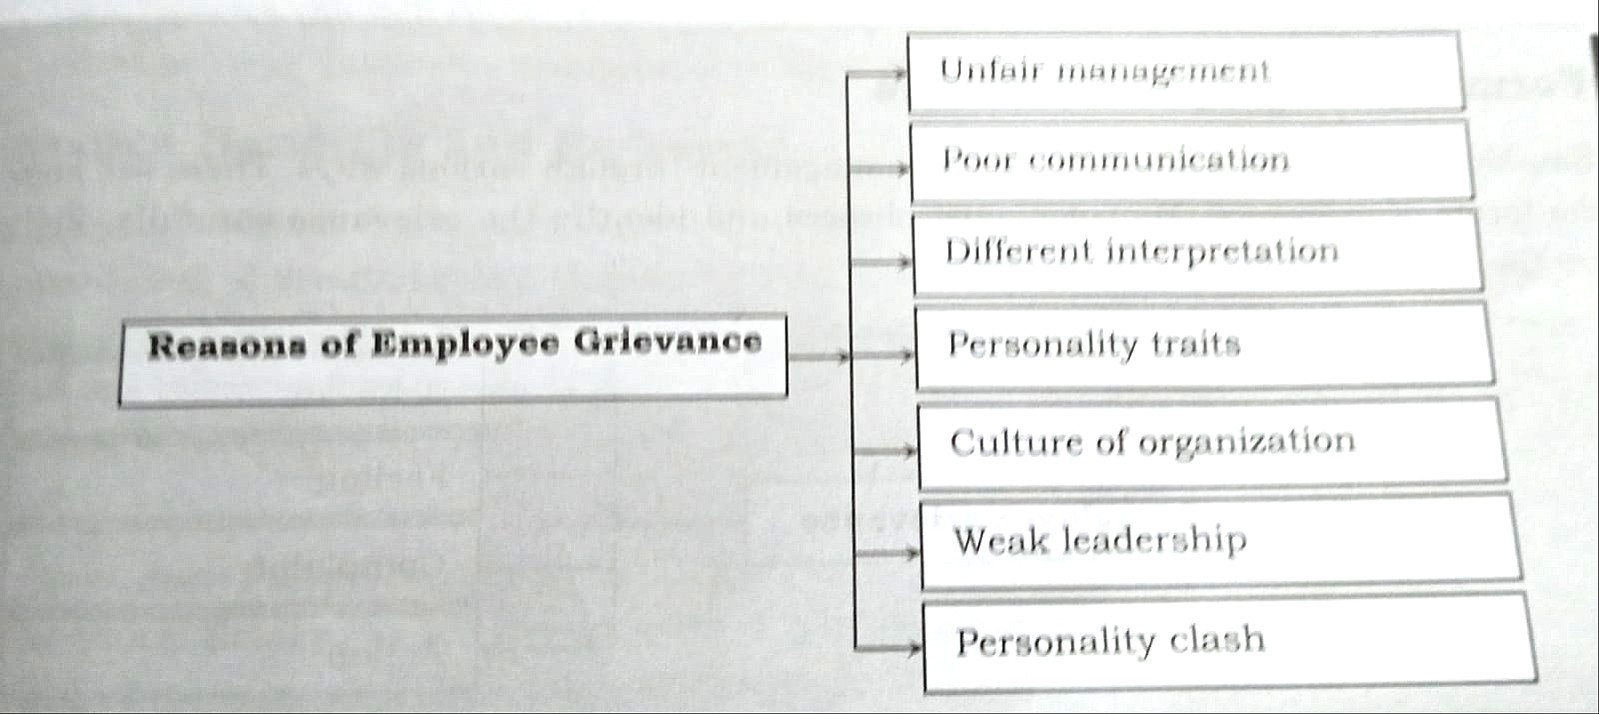 Reasons of Employee Grievance
Unfair management
Poor communication
Different interpretation
Personality traits
Culture of organization
Weak leadership
Personality clash